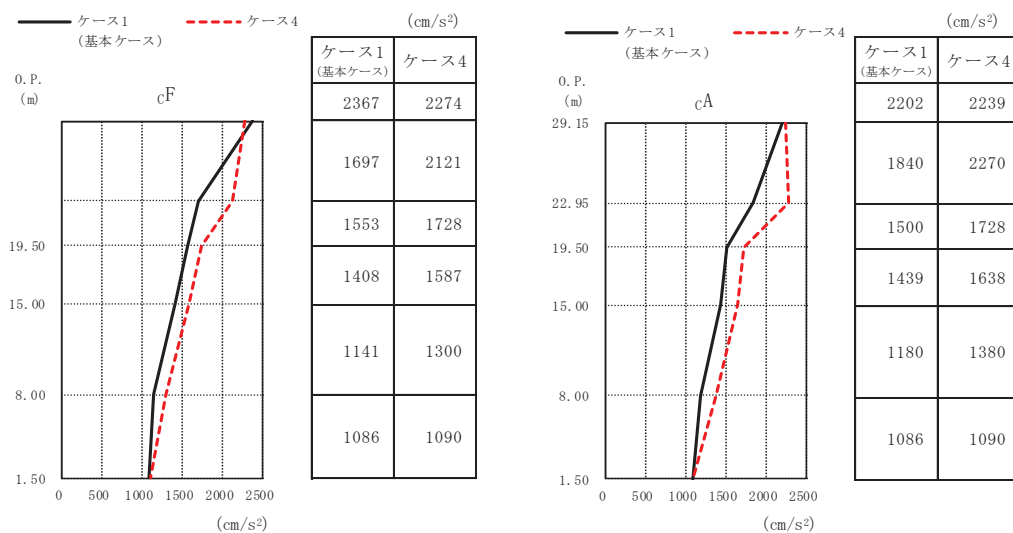 ケース1 ケース4 (cm/s²)
(基本ケース)
ケース1 ケース4
(基本ケース)
O.P.
(m)
cF
2367 2274
1697 2121
1553 1728
19.50
1408 1587
15.00
1141 1300
8.00
1086 1090
1.50
0 500 1000 1500 2000 2500
(cm/s²)
ケース1 ケース4 (cm/s²)
(基本ケース)
ケース1 ケース4
(基本ケース)
O.P.
(m)
cA
2202 2239
29.15
1840 2270
22.95
1500 1728
19.50
1439 1638
15.00
1180 1380
8.00
1086 1090
1.50
0 500 1000 1500 2000 2500
(cm/s²)